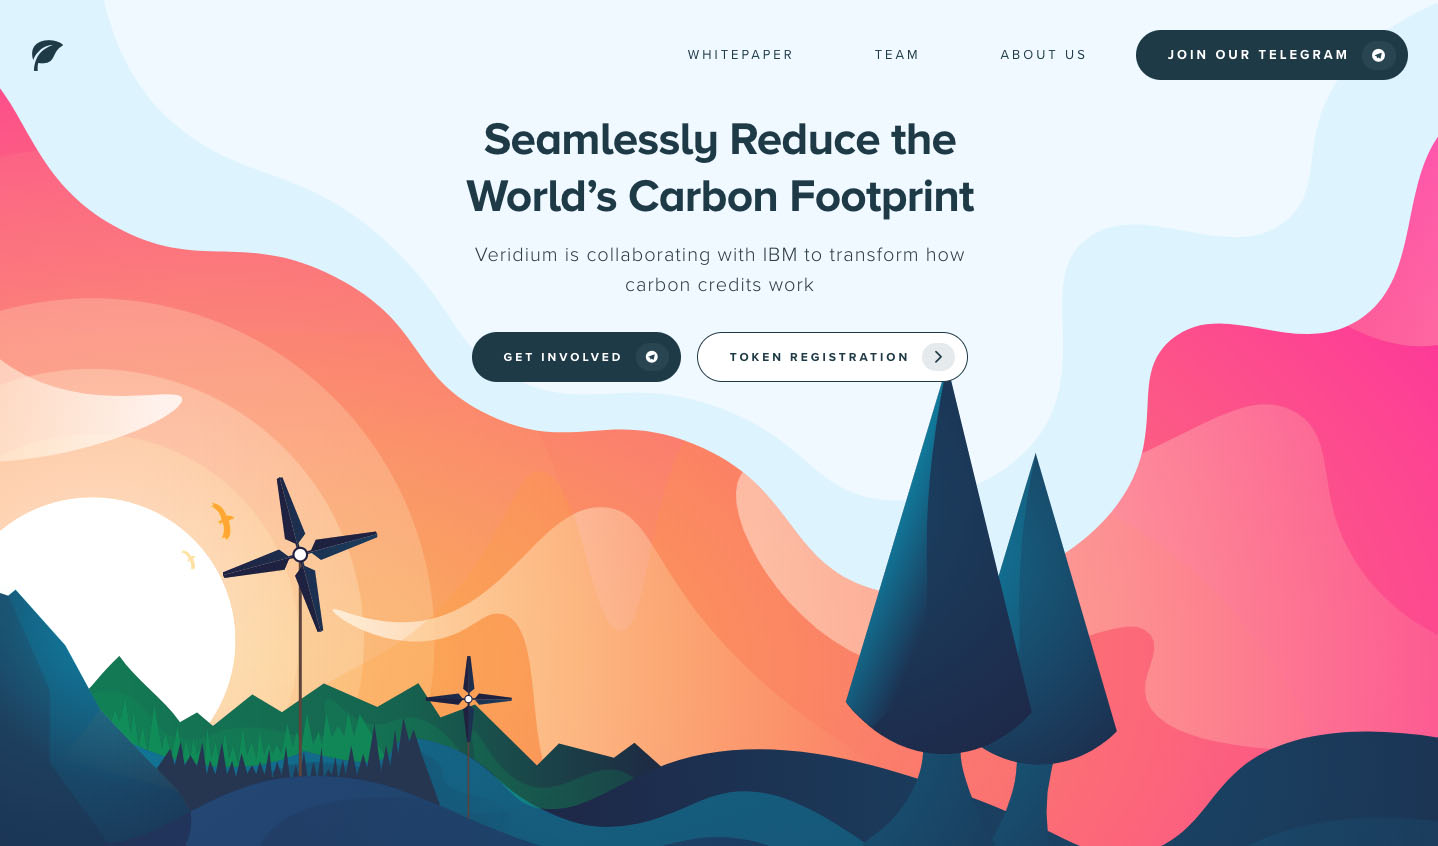 WHITEPAPER
TEAM
ABOUT US
JOIN OUR TELEGRAM
Seamlessly Reduce the
World’s Carbon Footprint
Veridium is collaborating with IBM to transform how
carbon credits work
GET INVOLVED
TOKEN REGISTRATION